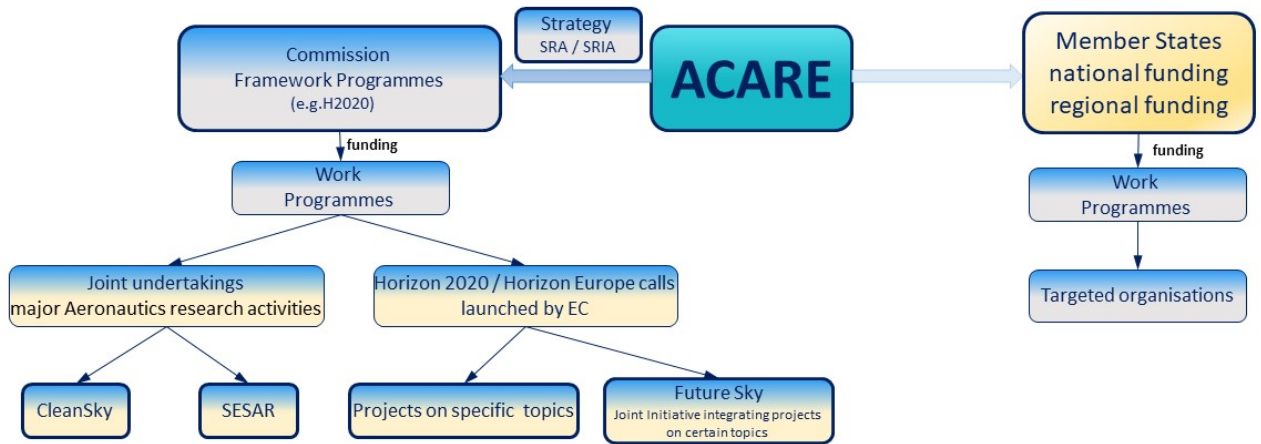 Strategy
SRA / SRIA
ACARE
Commission
Framework Programmes
(e.g.H2020)
Member States
national funding
regional funding
funding
funding
Work
Programmes
Work
Programmes
Joint undertakings
major Aeronautics research activities
Horizon 2020 / Horizon Europe calls
launched by EC
Targeted organisations
CleanSky
SESAR
Projects on specific topics
Future Sky
Joint Initiative integrating projects
on certain topics